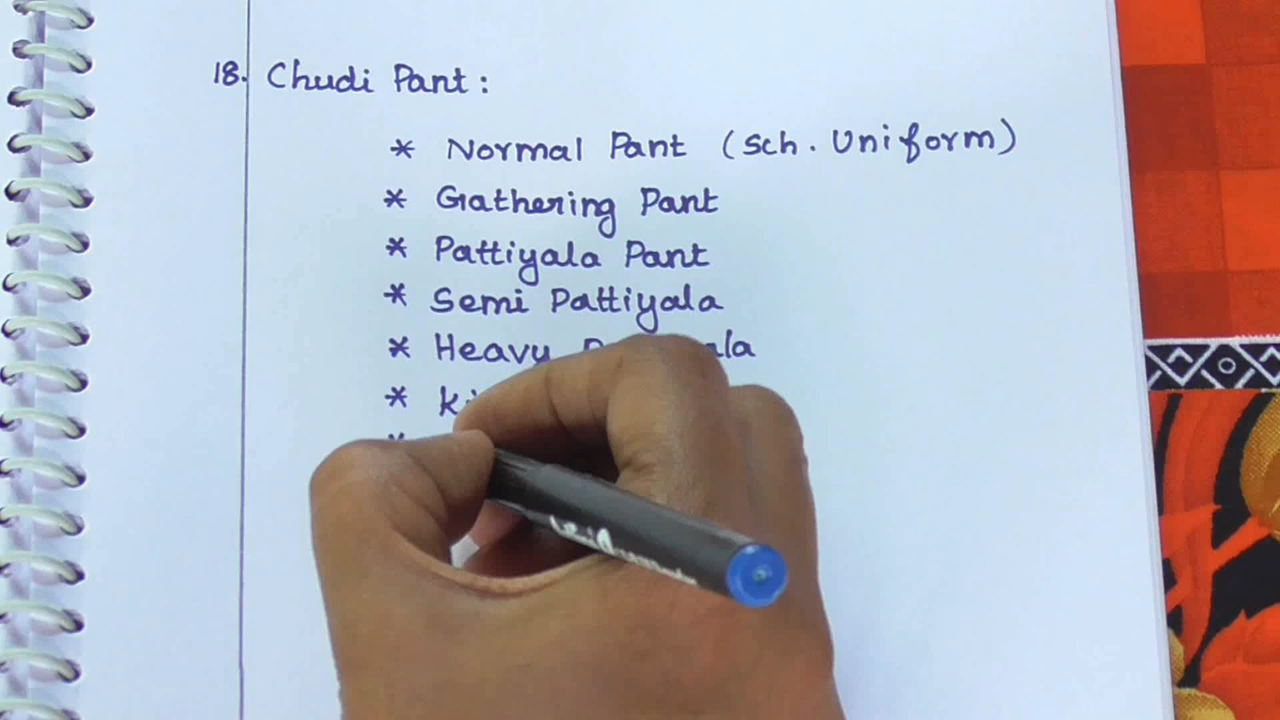 18. Chudi Pant:
* Normal Pant (Sch. Uniform)
* Gathering Pant
* Pattiyala Pant
* Semi Pattiyala
* Heavy
*
*